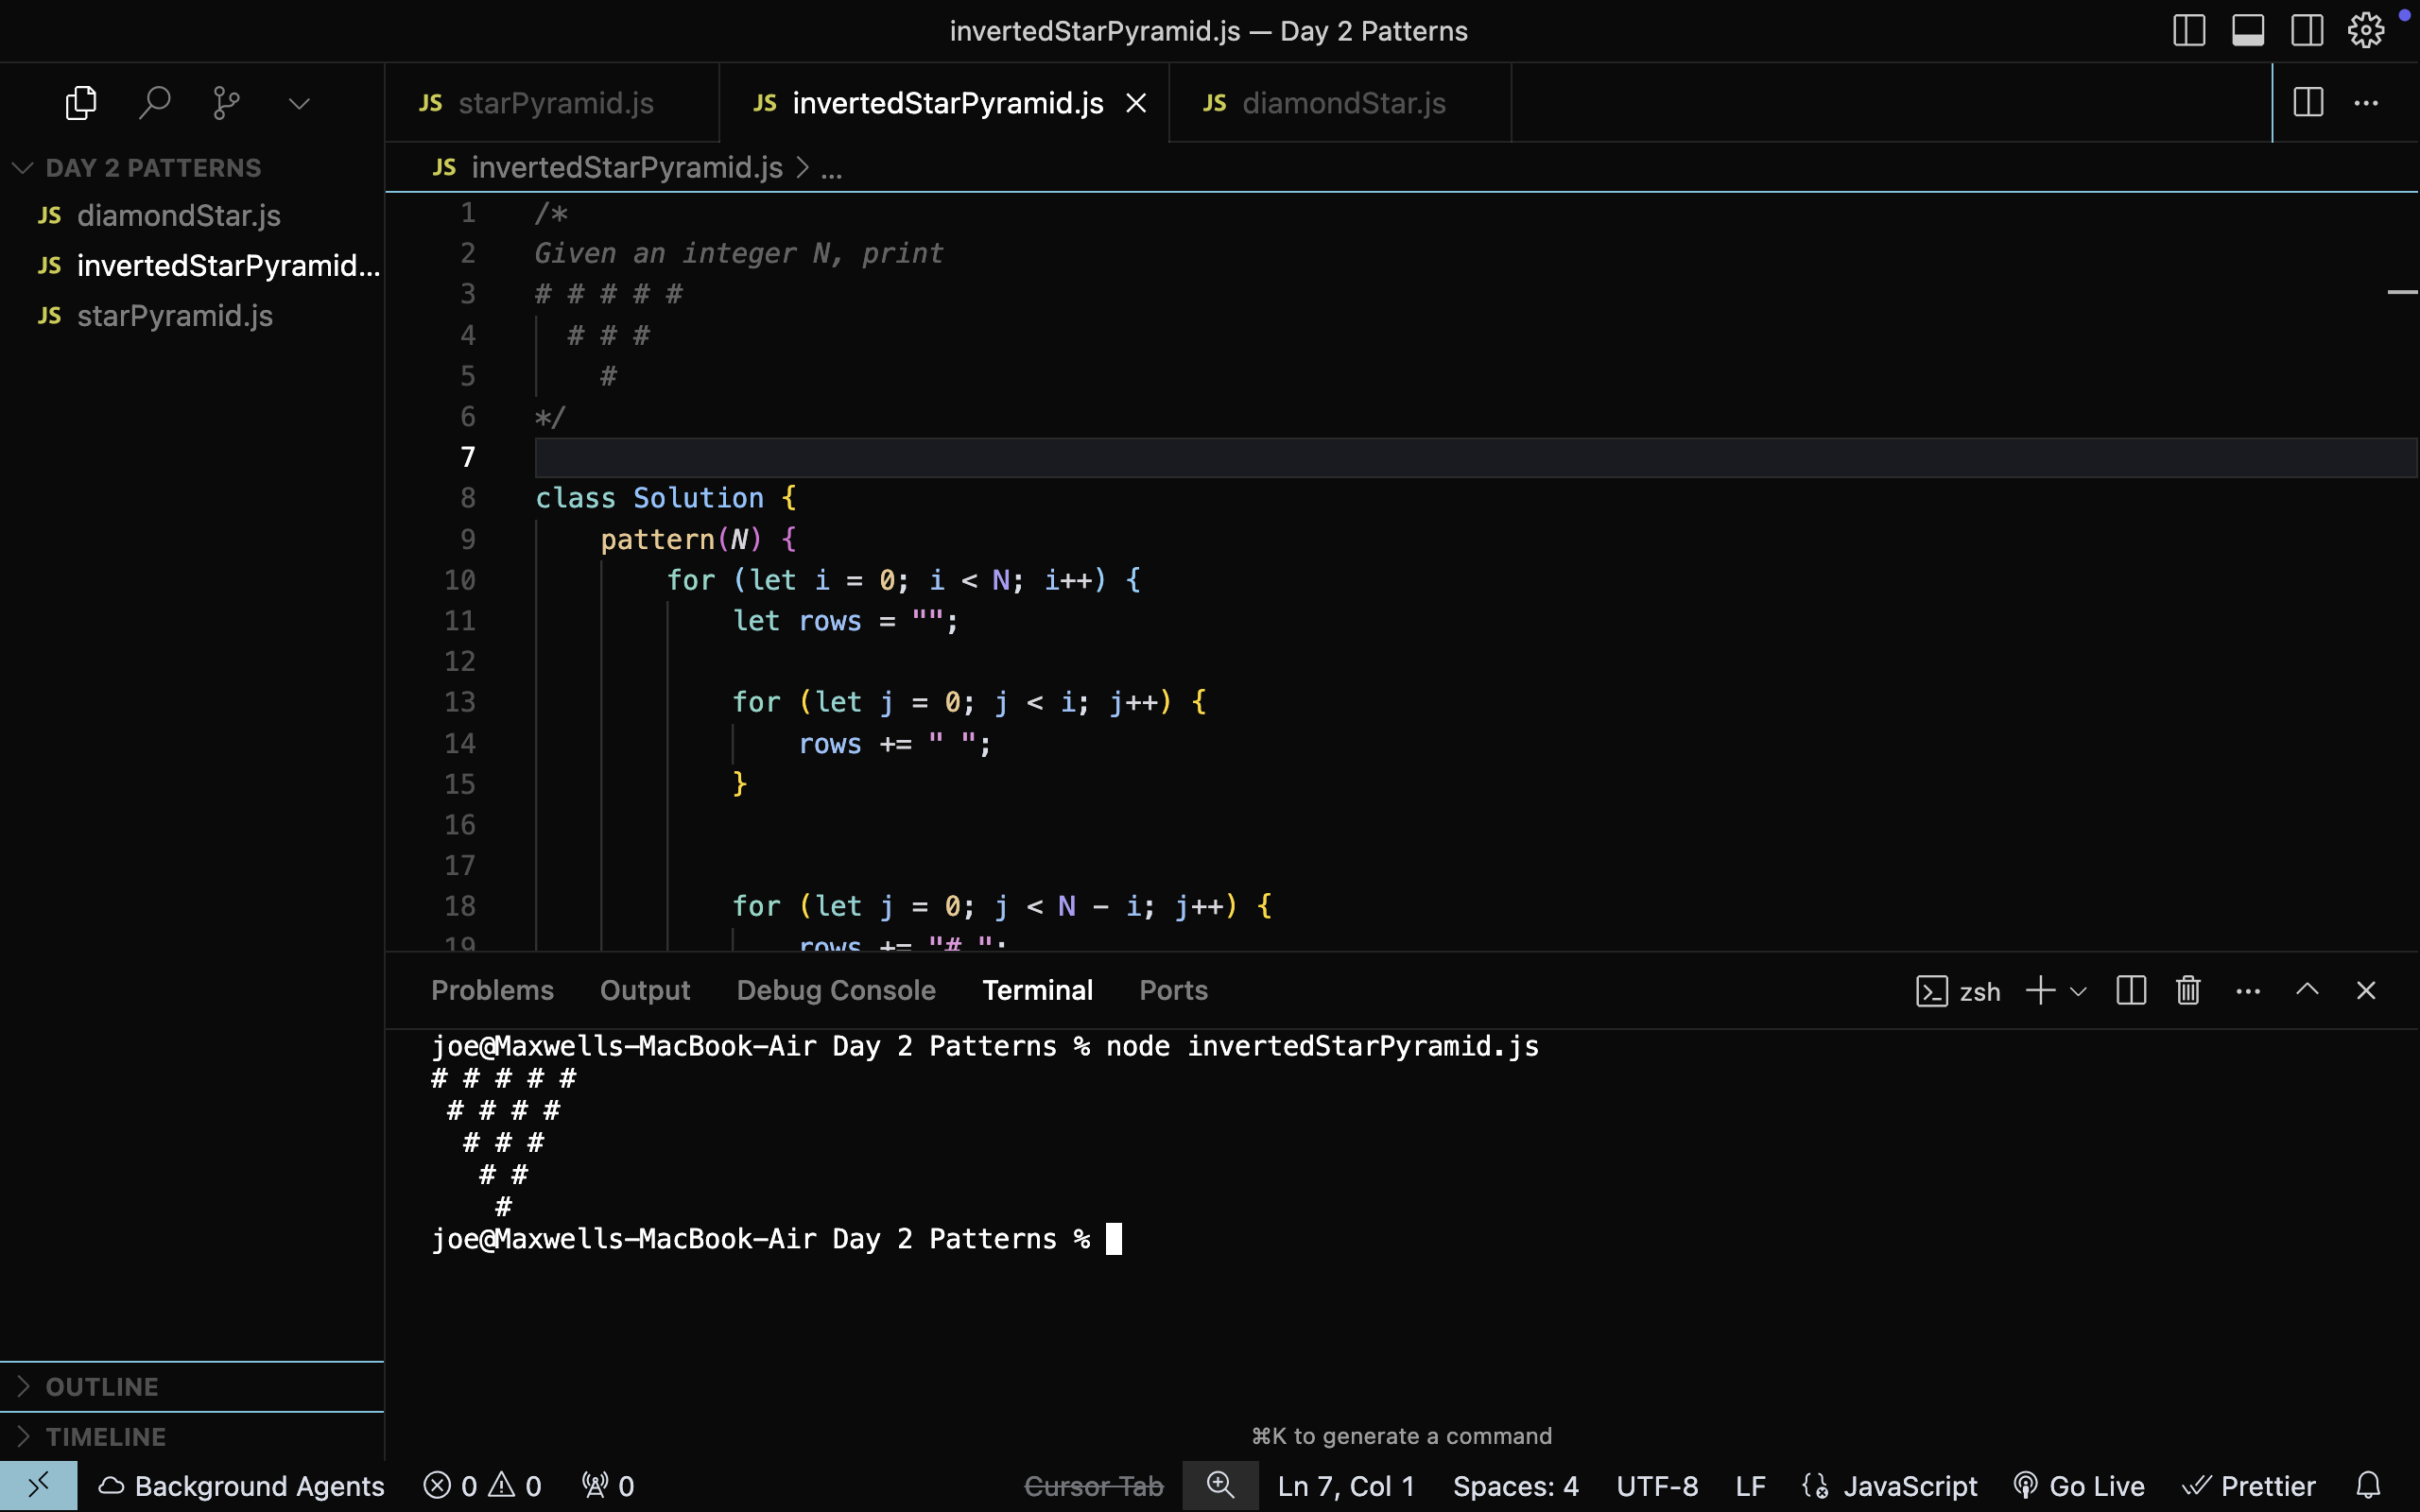 invertedStarPyramid.js — Day 2 Patterns
JS starPyramid.js
JS invertedStarPyramid.js
JS diamondStar.js
DAY 2 PATTERNS
JS diamondStar.js
JS invertedStarPyramid...
JS starPyramid.js
JS invertedStarPyramid.js > ...
1 /*
2 Given an integer N, print
3 # # # # #
4   # # #
5     #
6 */
7
8 class Solution {
9     pattern(N) {
10         for (let i = 0; i < N; i++) {
11             let rows = "";
12
13             for (let j = 0; j < i; j++) {
14                 rows += " ";
15             }
16
17
18             for (let j = 0; j < N - i; j++) {
19                 rows += "# ";
Problems Output Debug Console Terminal Ports
zsh
joe@Maxwells-MacBook-Air Day 2 Patterns % node invertedStarPyramid.js
# # # # #
 # # # #
  # # #
   # #
    #
joe@Maxwells-MacBook-Air Day 2 Patterns %
OUTLINE
TIMELINE
⌘K to generate a command
Background Agents 0 0 0 Cursor Tab Ln 7, Col 1 Spaces: 4 UTF-8 LF JavaScript Go Live Prettier